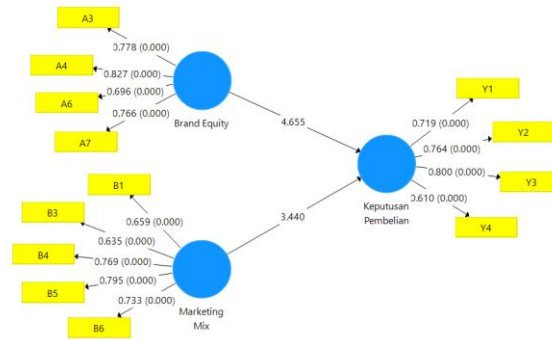 A3
0.778 (0.000)
A4
0.827 (0.000)
A6
0.696 (0.000)
A7
0.766 (0.000)
Brand Equity
4.655
B1
0.659 (0.000)
B3
0.635 (0.000)
B4
0.769 (0.000)
B5
0.795 (0.000)
B6
0.733 (0.000)
Marketing
Mix
3.440
Keputusan
Pembelian
Y1
0.719 (0.000)
Y2
0.764 (0.000)
Y3
0.800 (0.000)
Y4
0.610 (0.000)